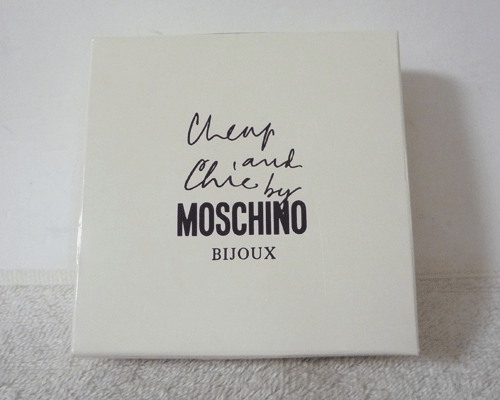 Cheap
and
Chic by
MOSCHINO
BIJOUX